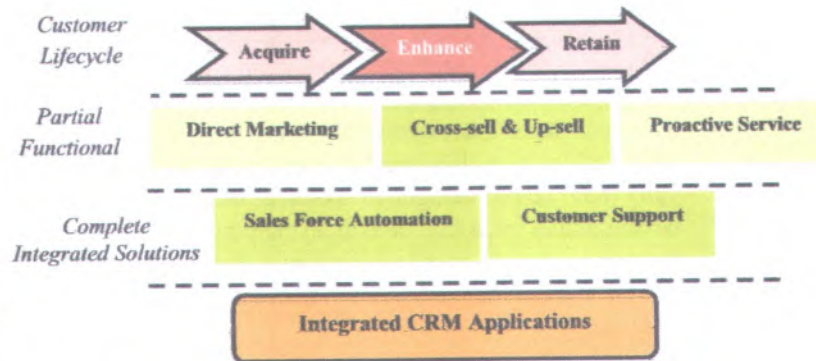 Customer
Lifecycle
Acquire
Enhance
Retain
Partial
Functional
Direct Marketing
Cross-sell & Up-sell
Proactive Service
Complete
Integrated Solutions
Sales Force Automation
Customer Support
Integrated CRM Applications